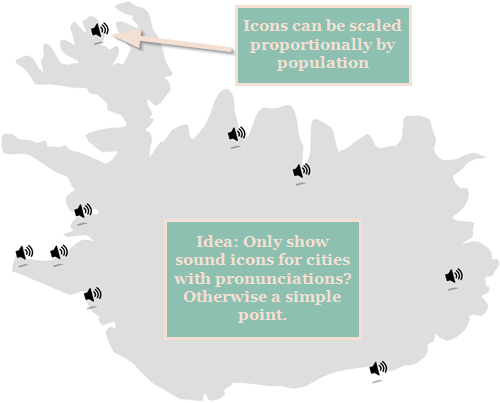 Icons can be scaled
proportionally by
population
Idea: Only show
sound icons for cities
with pronunciations?
Otherwise a simple
point.